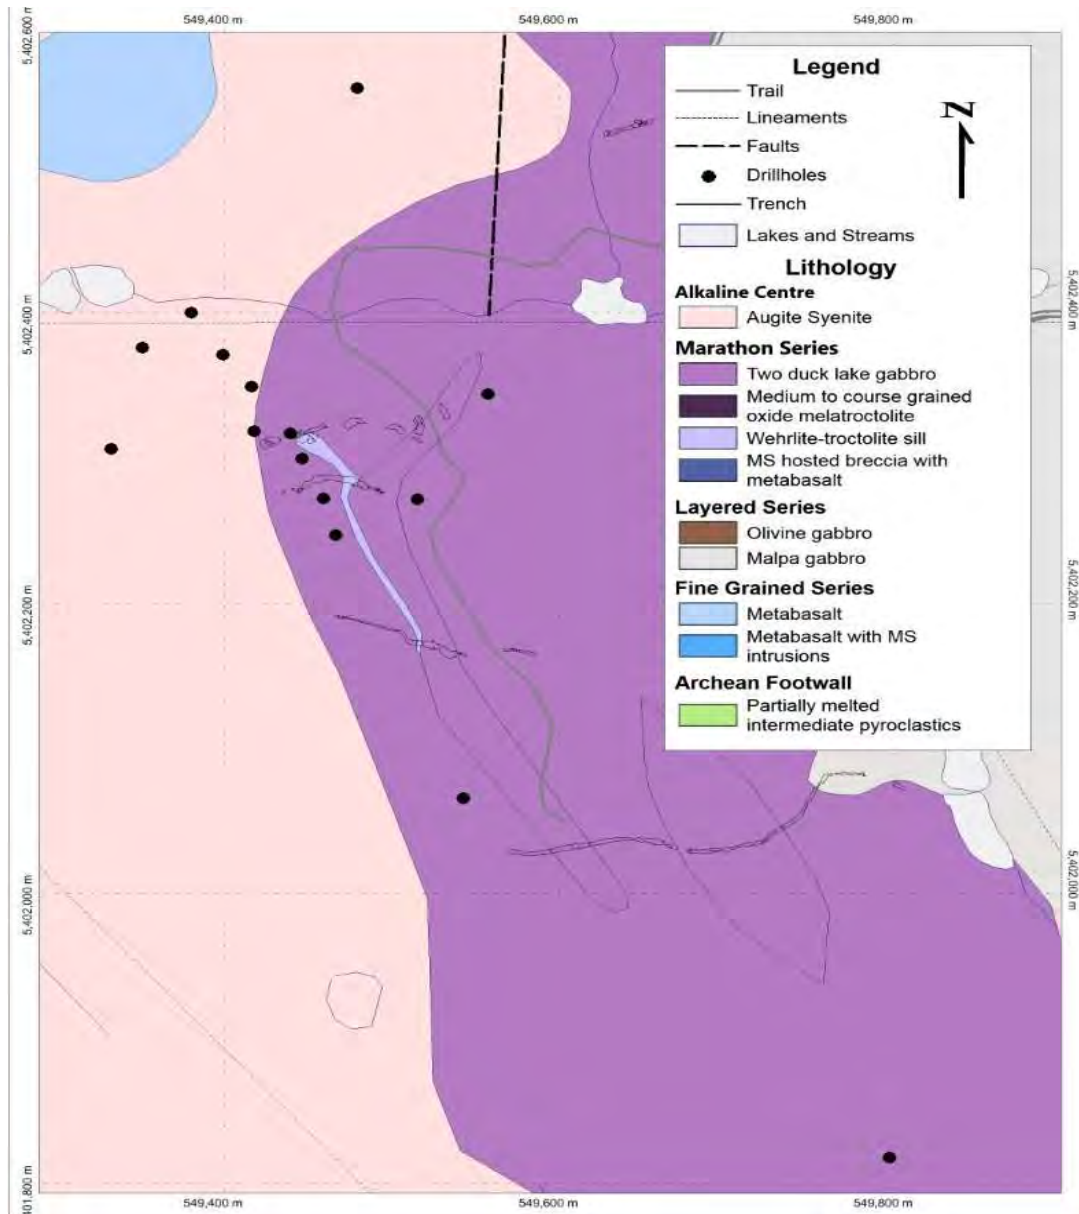 549,400 m
549,600 m
549,800 m
5,402,600 m
Legend
Trail
Lineaments
Faults
Drillholes
Trench
Lakes and Streams
N
Lithology
Alkaline Centre
Augite Syenite
Marathon Series
Two duck lake gabbro
Medium to course grained
oxide melatroctolite
Wehrlite-troctolite sill
MS hosted breccia with
metabasalt
Layered Series
Olivine gabbro
Malpa gabbro
Fine Grained Series
Metabasalt
Metabasalt with MS
intrusions
Archean Footwall
Partially melted
intermediate pyroclastics
5,402,400 m
5,402,400 m
5,402,200 m
5,402,200 m
5,402,000 m
5,402,000 m
401,800 m
549,400 m
549,600 m
549,800 m